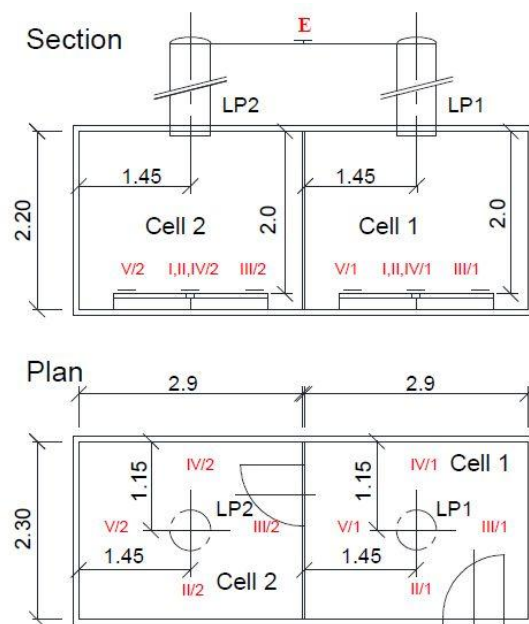 Section
E
LP2
LP1
1.45
1.45
2.20
2.0
2.0
Cell 2
Cell 1
V/2
I,II,IV/2
III/2
V/1
I,II,IV/1
III/1
Plan
2.9
2.9
2.30
1.15
1.15
IV/2
IV/1
Cell 1
LP2
LP1
V/2
III/2
V/1
III/1
1.45
1.45
II/2
Cell 2
II/1